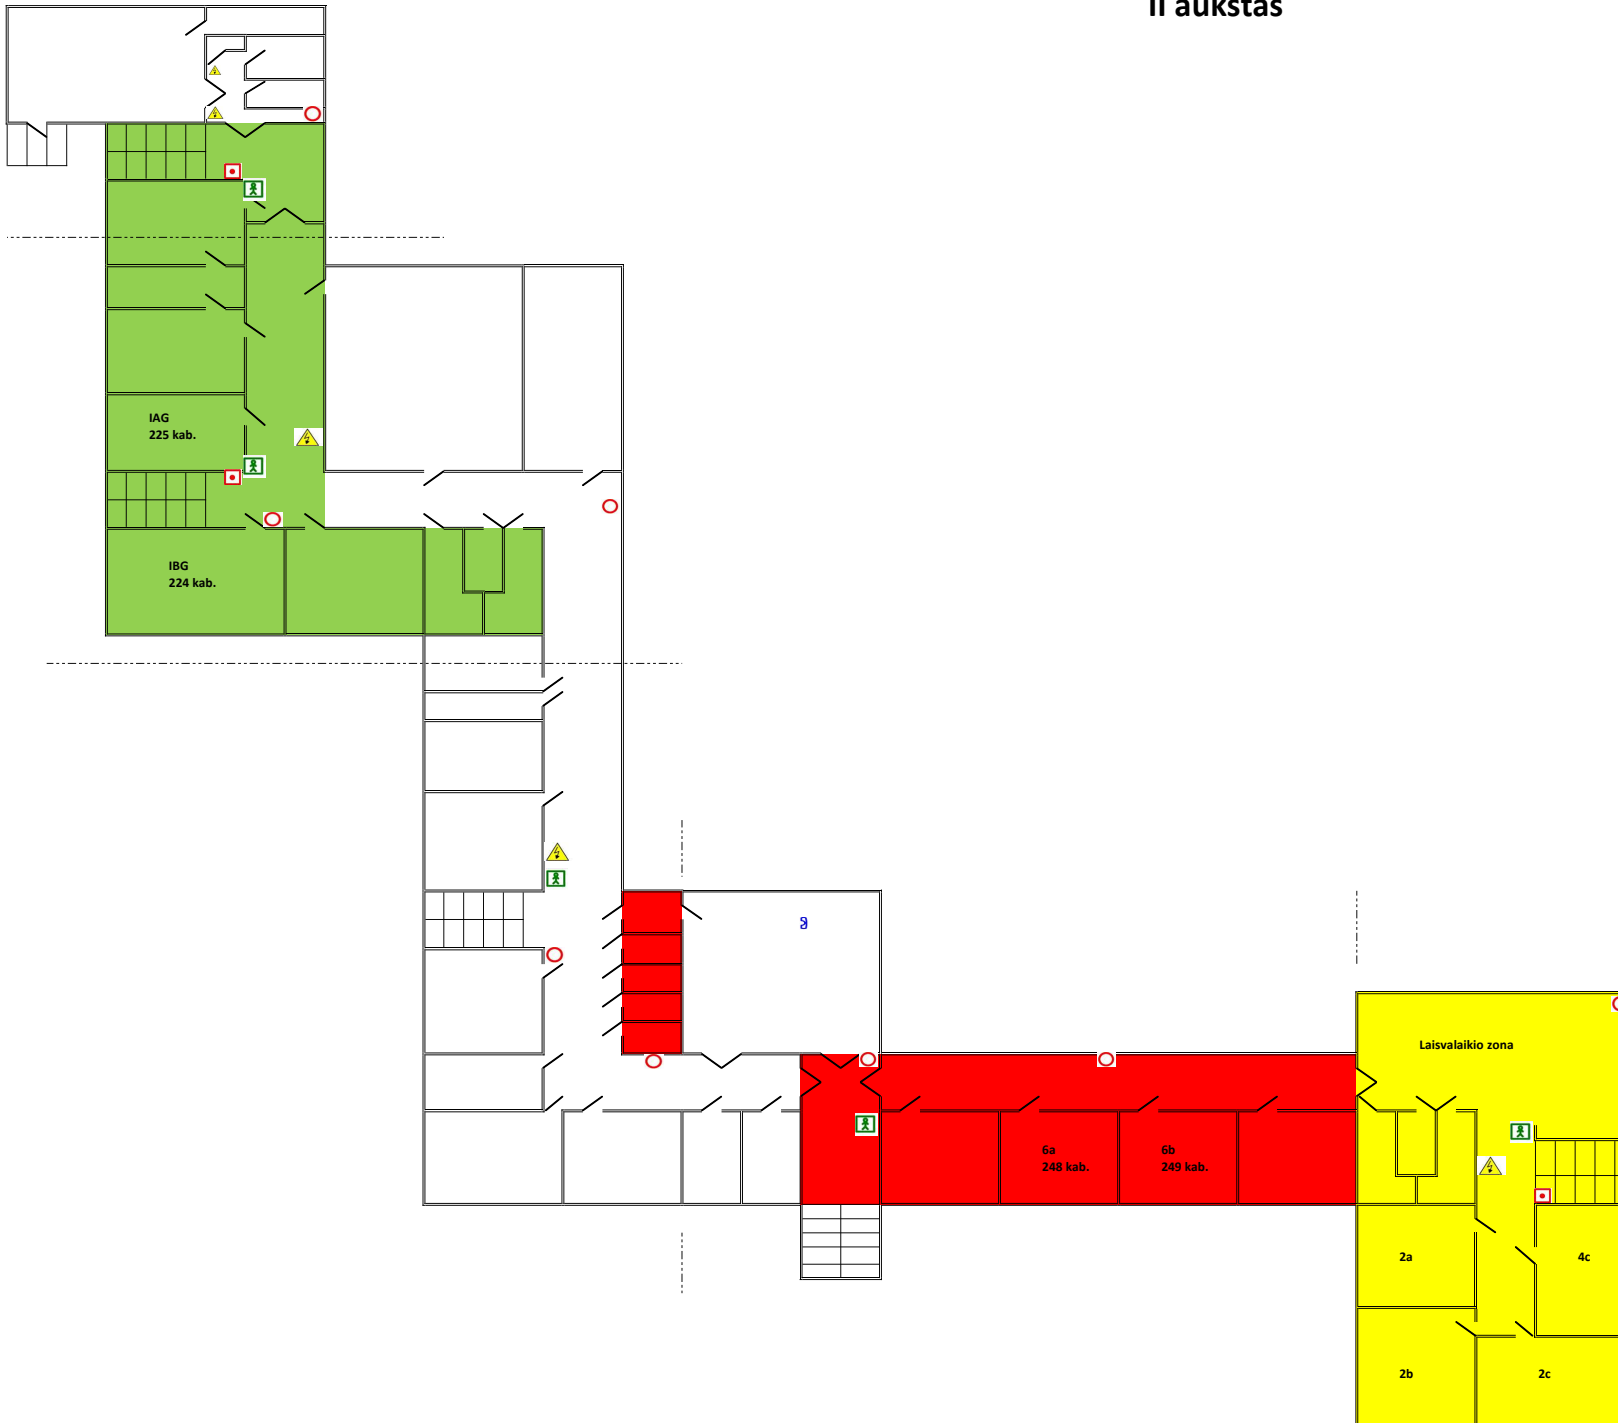 II aukštas
IAG
225 kab.
IBG
224 kab.
Laisvalaikio zona
6a
248 kab.
6b
249 kab.
2a
4c
2b
2c